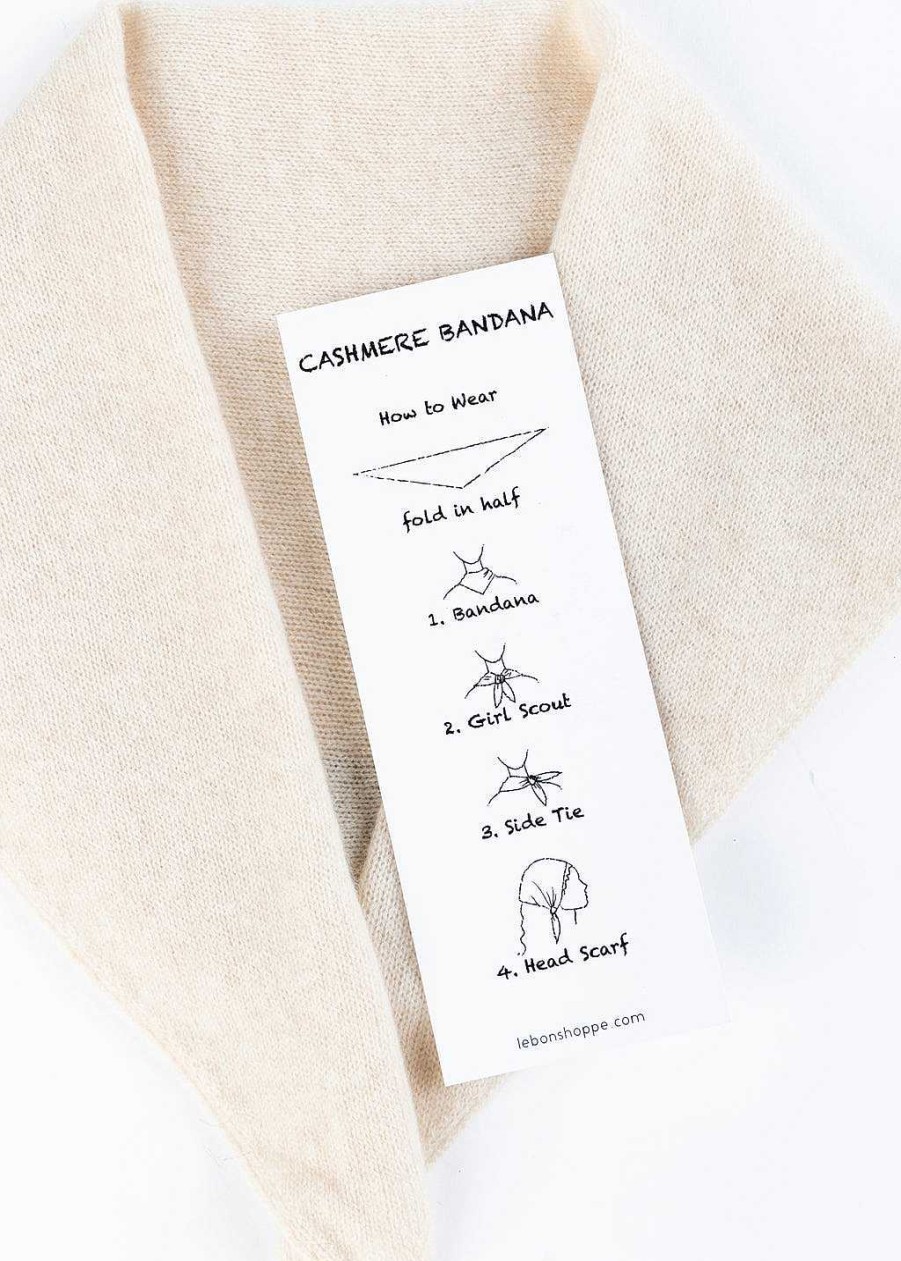 CASHMERE BANDANA
How to Wear
fold in half
1. Bandana
2. Girl Scout
3. Side Tie
4. Head Scarf
lebonshoppe.com